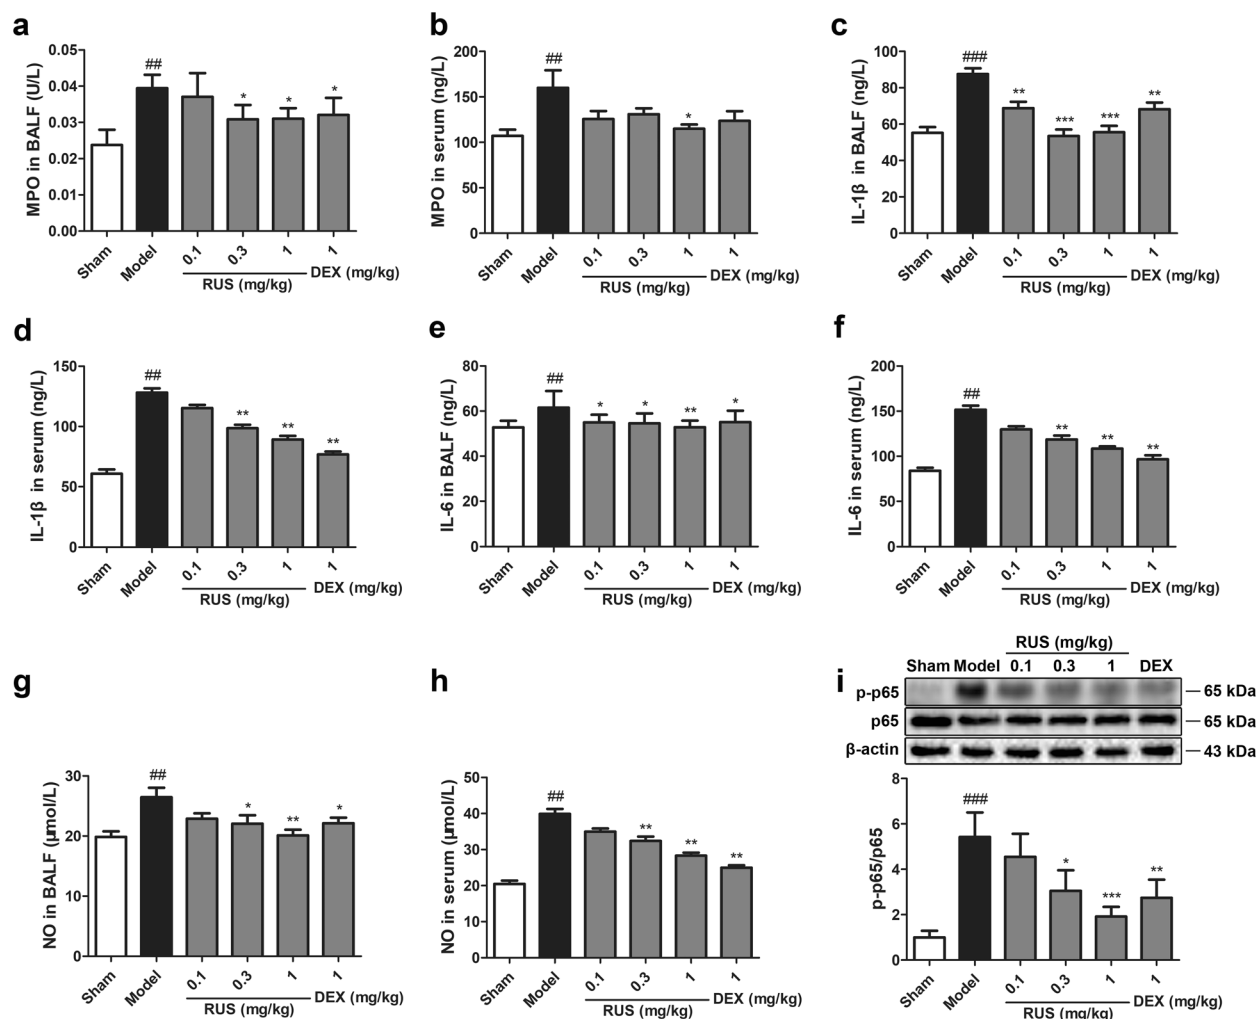 a
MPO in BALF (U/L)
0.05
0.04
0.03
0.02
0.01
0.00
##
*
*
*
Sham
Model
0.1
0.3
1
1
RUS (mg/kg)
DEX (mg/kg)
b
MPO in serum (ng/L)
200
150
100
50
0
##
*
Sham
Model
0.1
0.3
1
1
RUS (mg/kg)
DEX (mg/kg)
c
IL-1β in BALF (ng/L)
100
80
60
40
20
0
###
**
***
***
**
Sham
Model
0.1
0.3
1
1
RUS (mg/kg)
DEX (mg/kg)
d
IL-1β in serum (ng/L)
150
100
50
0
##
**
**
**
Sham
Model
0.1
0.3
1
1
RUS (mg/kg)
DEX (mg/kg)
e
IL-6 in BALF (ng/L)
80
60
40
20
0
##
*
*
**
*
Sham
Model
0.1
0.3
1
1
RUS (mg/kg)
DEX (mg/kg)
f
IL-6 in serum (ng/L)
200
150
100
50
0
##
**
**
**
Sham
Model
0.1
0.3
1
1
RUS (mg/kg)
DEX (mg/kg)
g
NO in BALF (µmol/L)
30
20
10
0
##
*
**
*
Sham
Model
0.1
0.3
1
1
RUS (mg/kg)
DEX (mg/kg)
h
NO in serum (µmol/L)
50
40
30
20
10
0
##
**
**
**
Sham
Model
0.1
0.3
1
1
RUS (mg/kg)
DEX (mg/kg)
i
RUS (mg/kg)
Sham Model 0.1 0.3 1 DEX
p-p65 65 kDa
p65 65 kDa
β-actin 43 kDa
p-p65/p65
8
6
4
2
0
###
*
***
**
Sham
Model
0.1
0.3
1
1
RUS (mg/kg)
DEX (mg/kg)